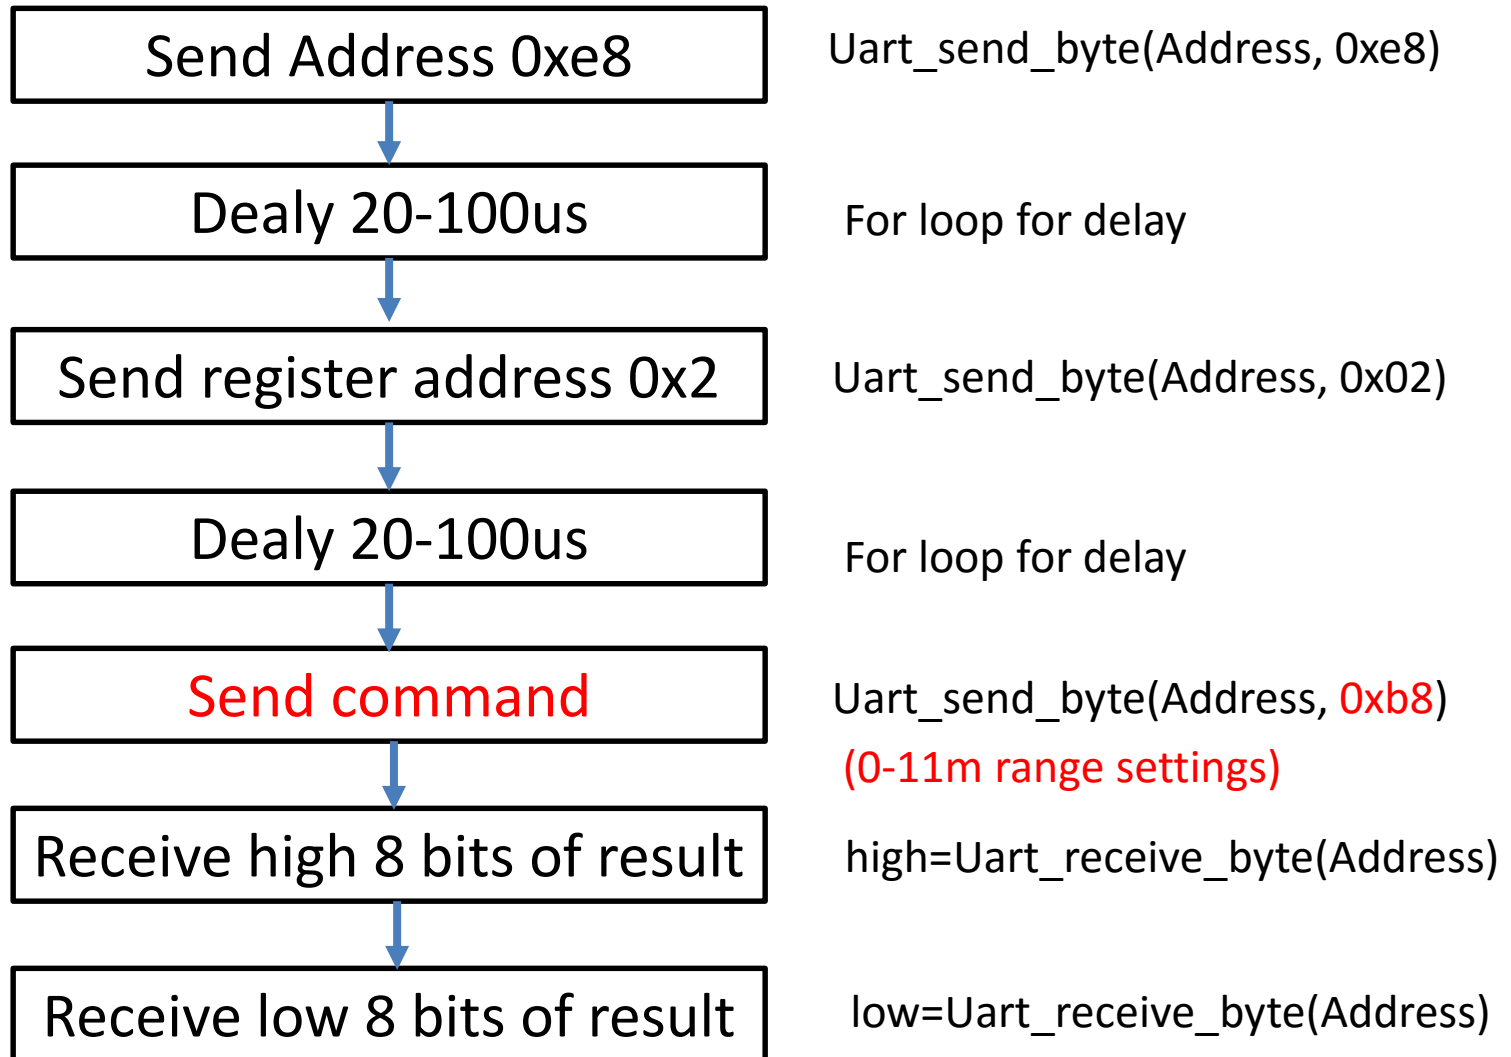 Send Address 0xe8
Uart_send_byte(Address, 0xe8)
Dealy 20-100us
For loop for delay
Send register address 0x2
Uart_send_byte(Address, 0x02)
Dealy 20-100us
For loop for delay
Send command
Uart_send_byte(Address, 0xb8)
(0-11m range settings)
Receive high 8 bits of result
high=Uart_receive_byte(Address)
Receive low 8 bits of result
low=Uart_receive_byte(Address)